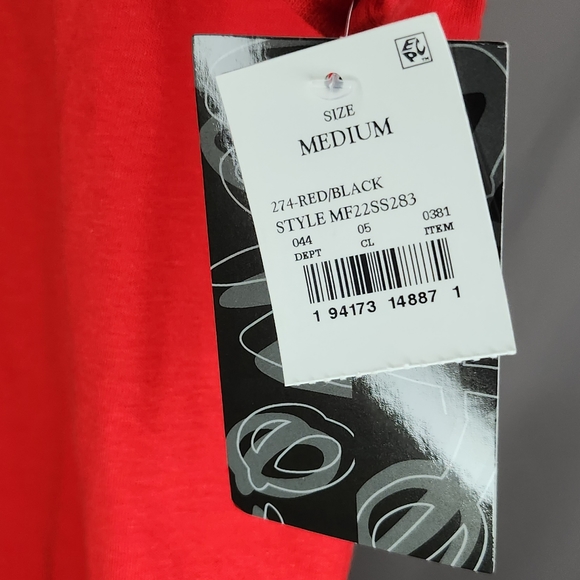 SIZE
MEDIUM
274-RED/BLACK
STYLE MF22SS283
044 05 0381
DEPT CL ITEM
1 94173 14887 1